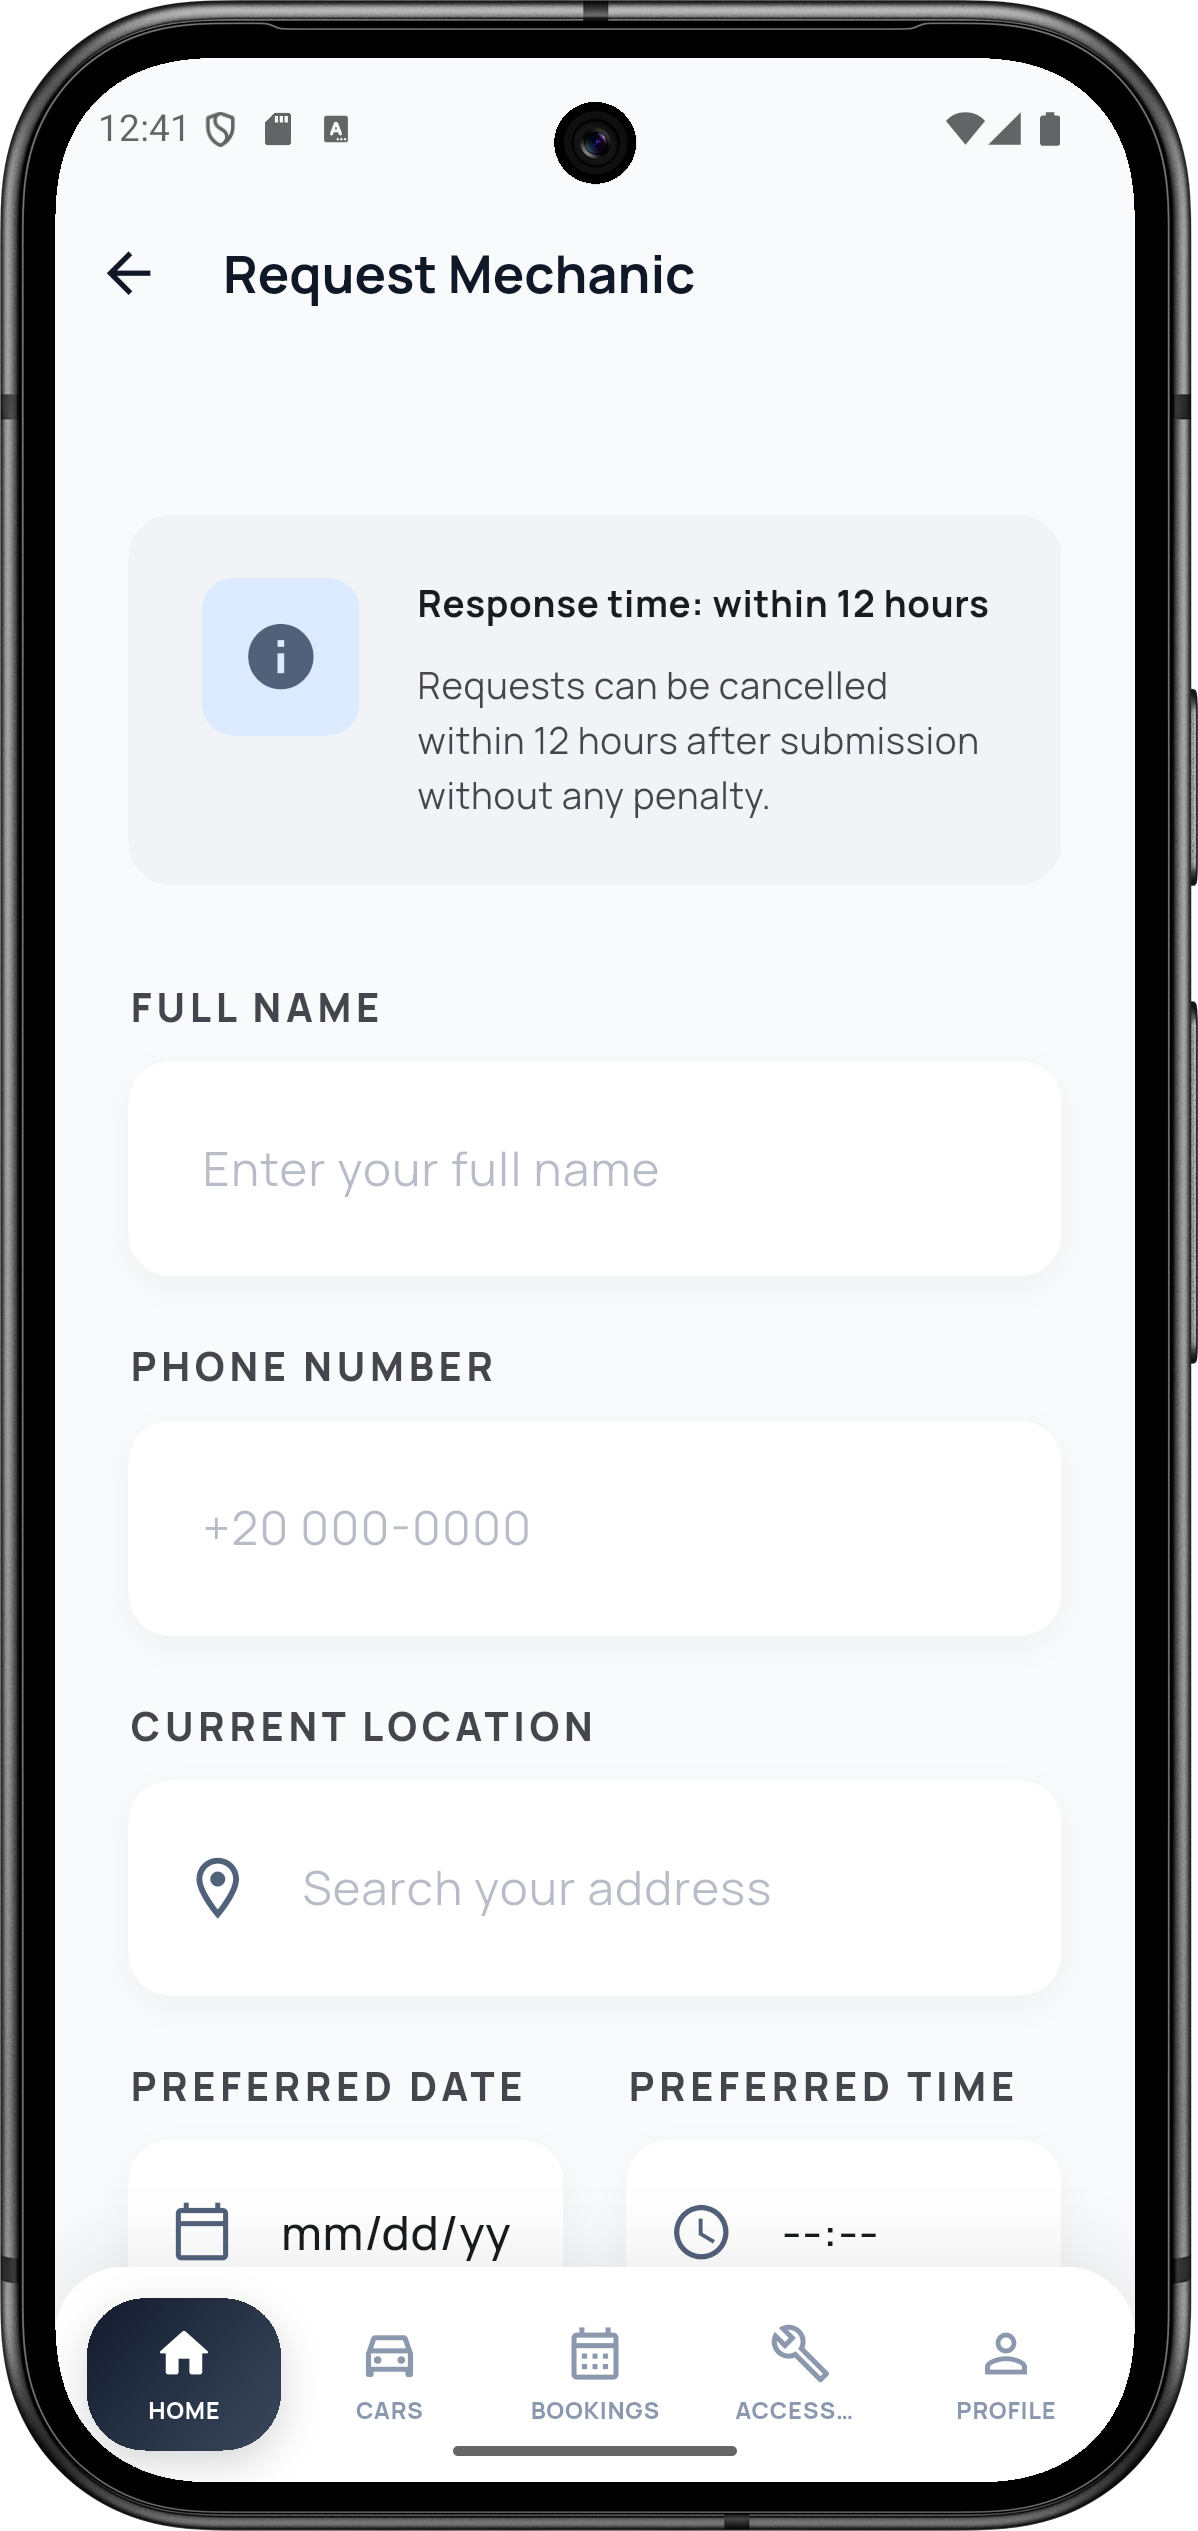 12:41
Request Mechanic
Response time: within 12 hours
Requests can be cancelled
within 12 hours after submission
without any penalty.
FULL NAME
Enter your full name
PHONE NUMBER
+20 000-0000
CURRENT LOCATION
Search your address
PREFERRED DATE PREFERRED TIME
mm/dd/yy --:--
HOME CARS BOOKINGS ACCESS... PROFILE